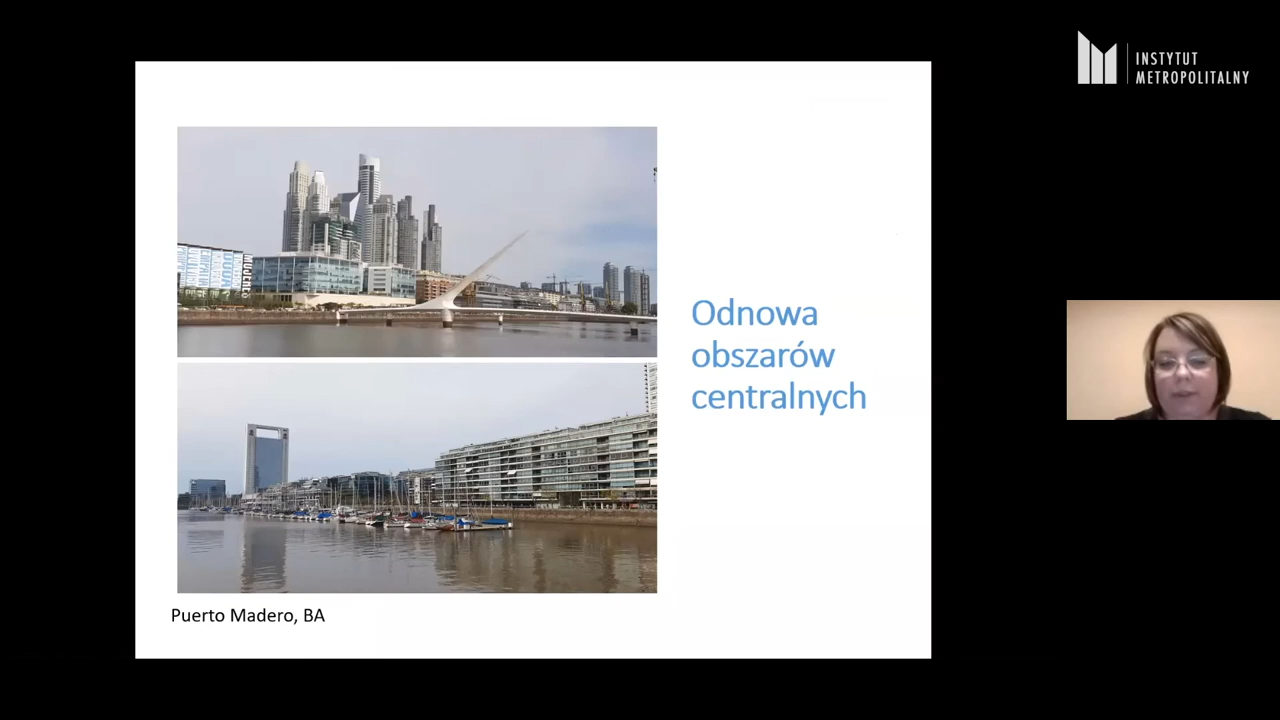 INSTYTUT
METROPOLITALNY
Odnowa
obszarów
centralnych
Puerto Madero, BA